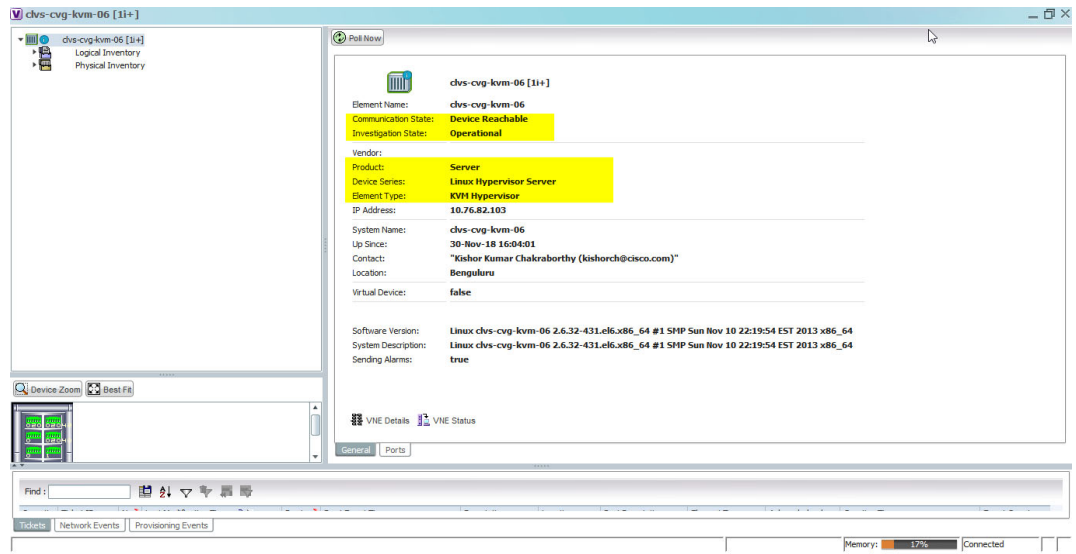 V clvs-cvg-kvm-06 [1i+]
clvs-cvg-kvm-06 [1i+]
Logical Inventory
Physical Inventory
Poll Now
clvs-cvg-kvm-06 [1i+]
Element Name: clvs-cvg-kvm-06
Communication State: Device Reachable
Investigation State: Operational
Vendor:
Product: Server
Device Series: Linux Hypervisor Server
Element Type: KVM Hypervisor
IP Address: 10.76.82.103
System Name: clvs-cvg-kvm-06
Up Since: 30-Nov-18 16:04:01
Contact: "Kishor Kumar Chakraborthy (kishorch@cisco.com)"
Location: Benguluru
Virtual Device: false
Software Version: Linux clvs-cvg-kvm-06 2.6.32-431.el6.x86_64 #1 SMP Sun Nov 10 22:19:54 EST 2013 x86_64
System Description: Linux clvs-cvg-kvm-06 2.6.32-431.el6.x86_64 #1 SMP Sun Nov 10 22:19:54 EST 2013 x86_64
Sending Alarms: true
Device Zoom Best Fit
VNE Details VNE Status
General Ports
Find :
Tickets Network Events Provisioning Events
Memory: 17% Connected